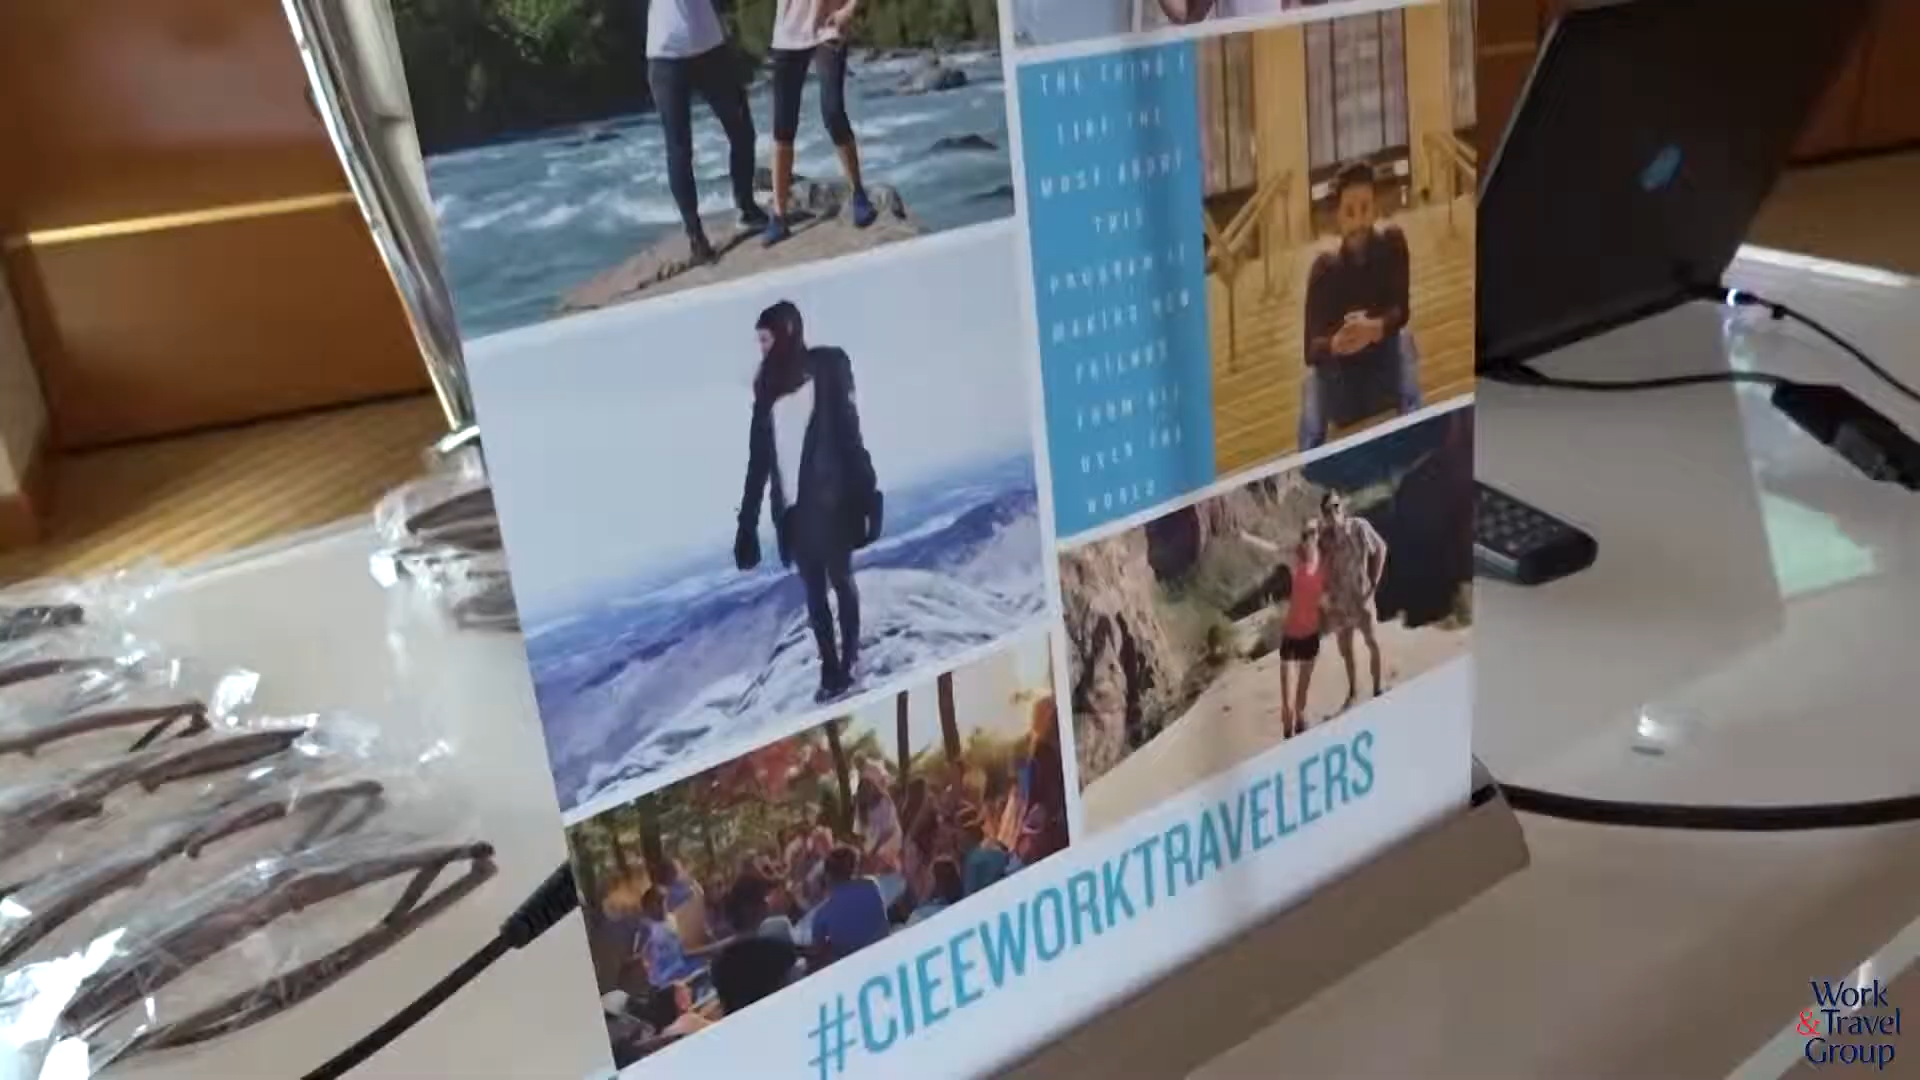 THE THING I
LIKE THE
MOST ABOUT
THIS
PROGRAM IS
MAKING NEW
FRIENDS
FROM ALL
OVER THE
WORLD
#CIEEWORKTRAVELERS
Work
&Travel
Group